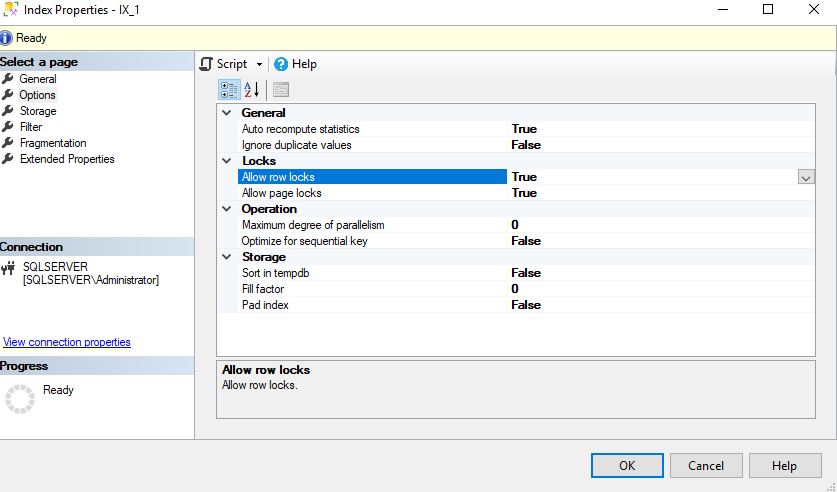 Index Properties - IX_1
Ready
Select a page
General
Options
Storage
Filter
Fragmentation
Extended Properties
Connection
SQLSERVER
[SQLSERVER\Administrator]
View connection properties
Progress
Ready
Script Help
General
Auto recompute statistics True
Ignore duplicate values False
Locks
Allow row locks True
Allow page locks True
Operation
Maximum degree of parallelism 0
Optimize for sequential key False
Storage
Sort in tempdb False
Fill factor 0
Pad index False
Allow row locks
Allow row locks.
OK Cancel Help